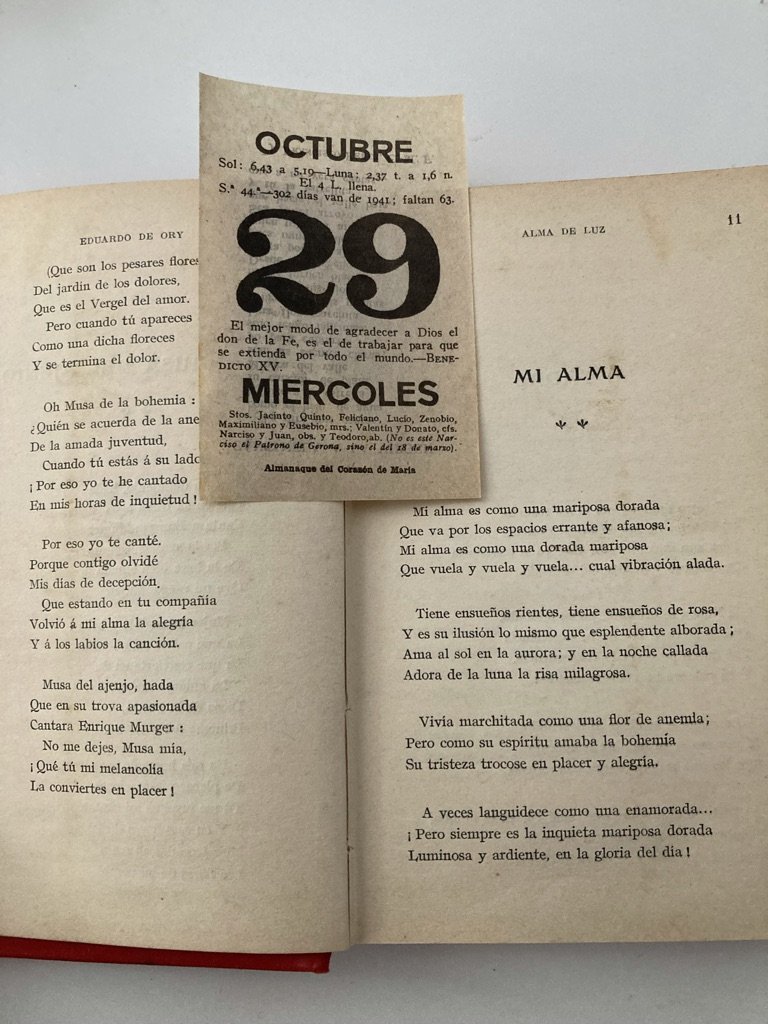 OCTUBRE
Sol: 6,43 a 5,19—Luna: 2,37 t. a 1,6 n.
El 4 L. llena.
S.ª 44.ª—302 días van de 1941; faltan 63.
29
El mejor modo de agradecer a Dios el
don de la Fe, es el de trabajar para que
se extienda por todo el mundo.—BENE-
DICTO XV.
MIERCOLES
Stos. Jacinto Quinto, Feliciano, Lucio, Zenobio,
Maximiliano y Eusebio, mrs.; Valentín y Donato, cfs.
Narciso y Juan, obs. y Teodoro,ab. (No es este Nar-
ciso el Patrono de Gerona, sino el del 18 de marzo).
Almanaque del Corazón de María
EDUARDO DE ORY
(Que son los pesares flores
Del jardin de los dolores,
Que es el Vergel del amor.
Pero cuando tú apareces
Como una dicha floreces
Y se termina el dolor.
Oh Musa de la bohemia :
¿Quién se acuerda de la ane
De la amada juventud,
Cuando tú estás á su lado
¡Por eso yo te he cantado
En mis horas de inquietud!
Por eso yo te canté.
Porque contigo olvidé
Mis días de decepción.
Que estando en tu compañía
Volvió á mi alma la alegría
Y á los labios la canción.
Musa del ajenjo, hada
Que en su trova apasionada
Cantara Enrique Murger :
No me dejes, Musa mía,
¡Qué tú mi melancolía
La conviertes en placer!
ALMA DE LUZ
11
MI ALMA
Mi alma es como una mariposa dorada
Que va por los espacios errante y afanosa;
Mi alma es como una dorada mariposa
Que vuela y vuela y vuela... cual vibración alada.
Tiene ensueños rientes, tiene ensueños de rosa,
Y es su ilusión lo mismo que esplendente alborada;
Ama al sol en la aurora; y en la noche callada
Adora de la luna la risa milagrosa.
Vivía marchitada como una flor de anemia;
Pero como su espíritu amaba la bohemia
Su tristeza trocose en placer y alegría.
A veces languidece como una enamorada...
¡Pero siempre es la inquieta mariposa dorada
Luminosa y ardiente, en la gloria del día!